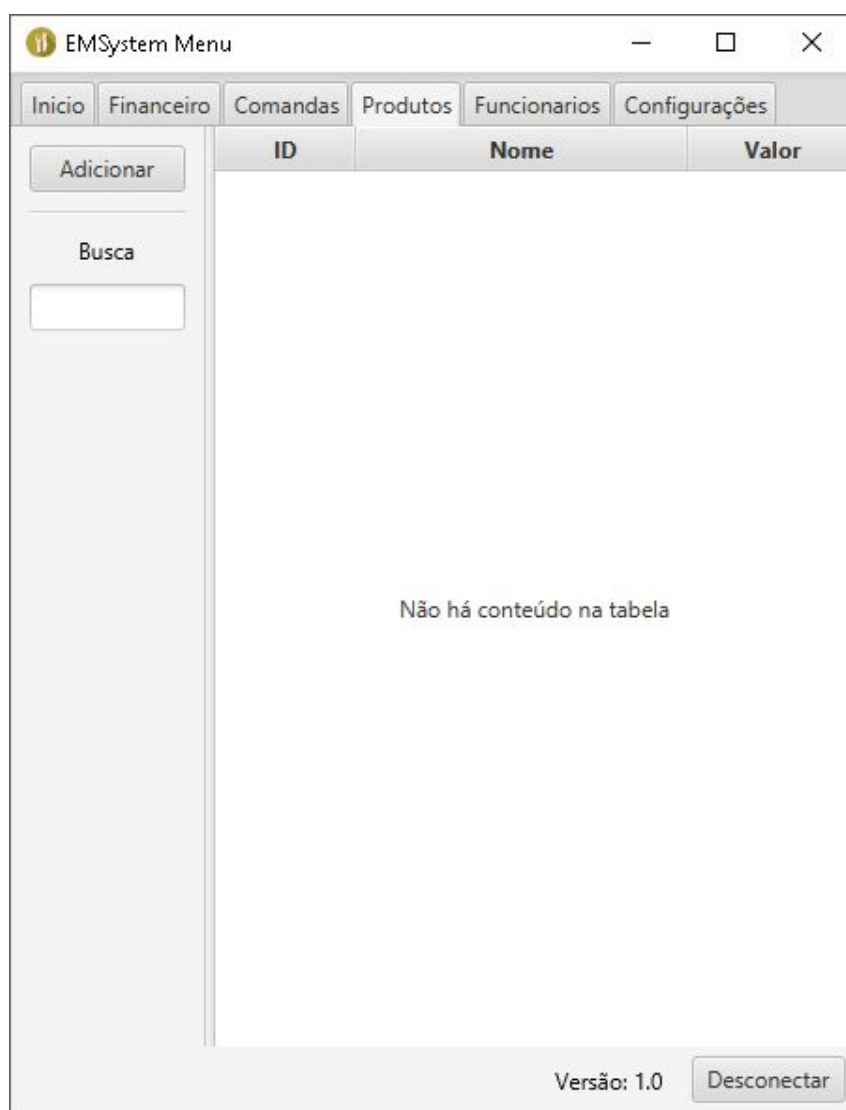 EMSystem Menu
Inicio Financeiro Comandas Produtos Funcionarios Configurações
Adicionar
ID Nome Valor
Busca
Não há conteúdo na tabela
Versão: 1.0 Desconectar